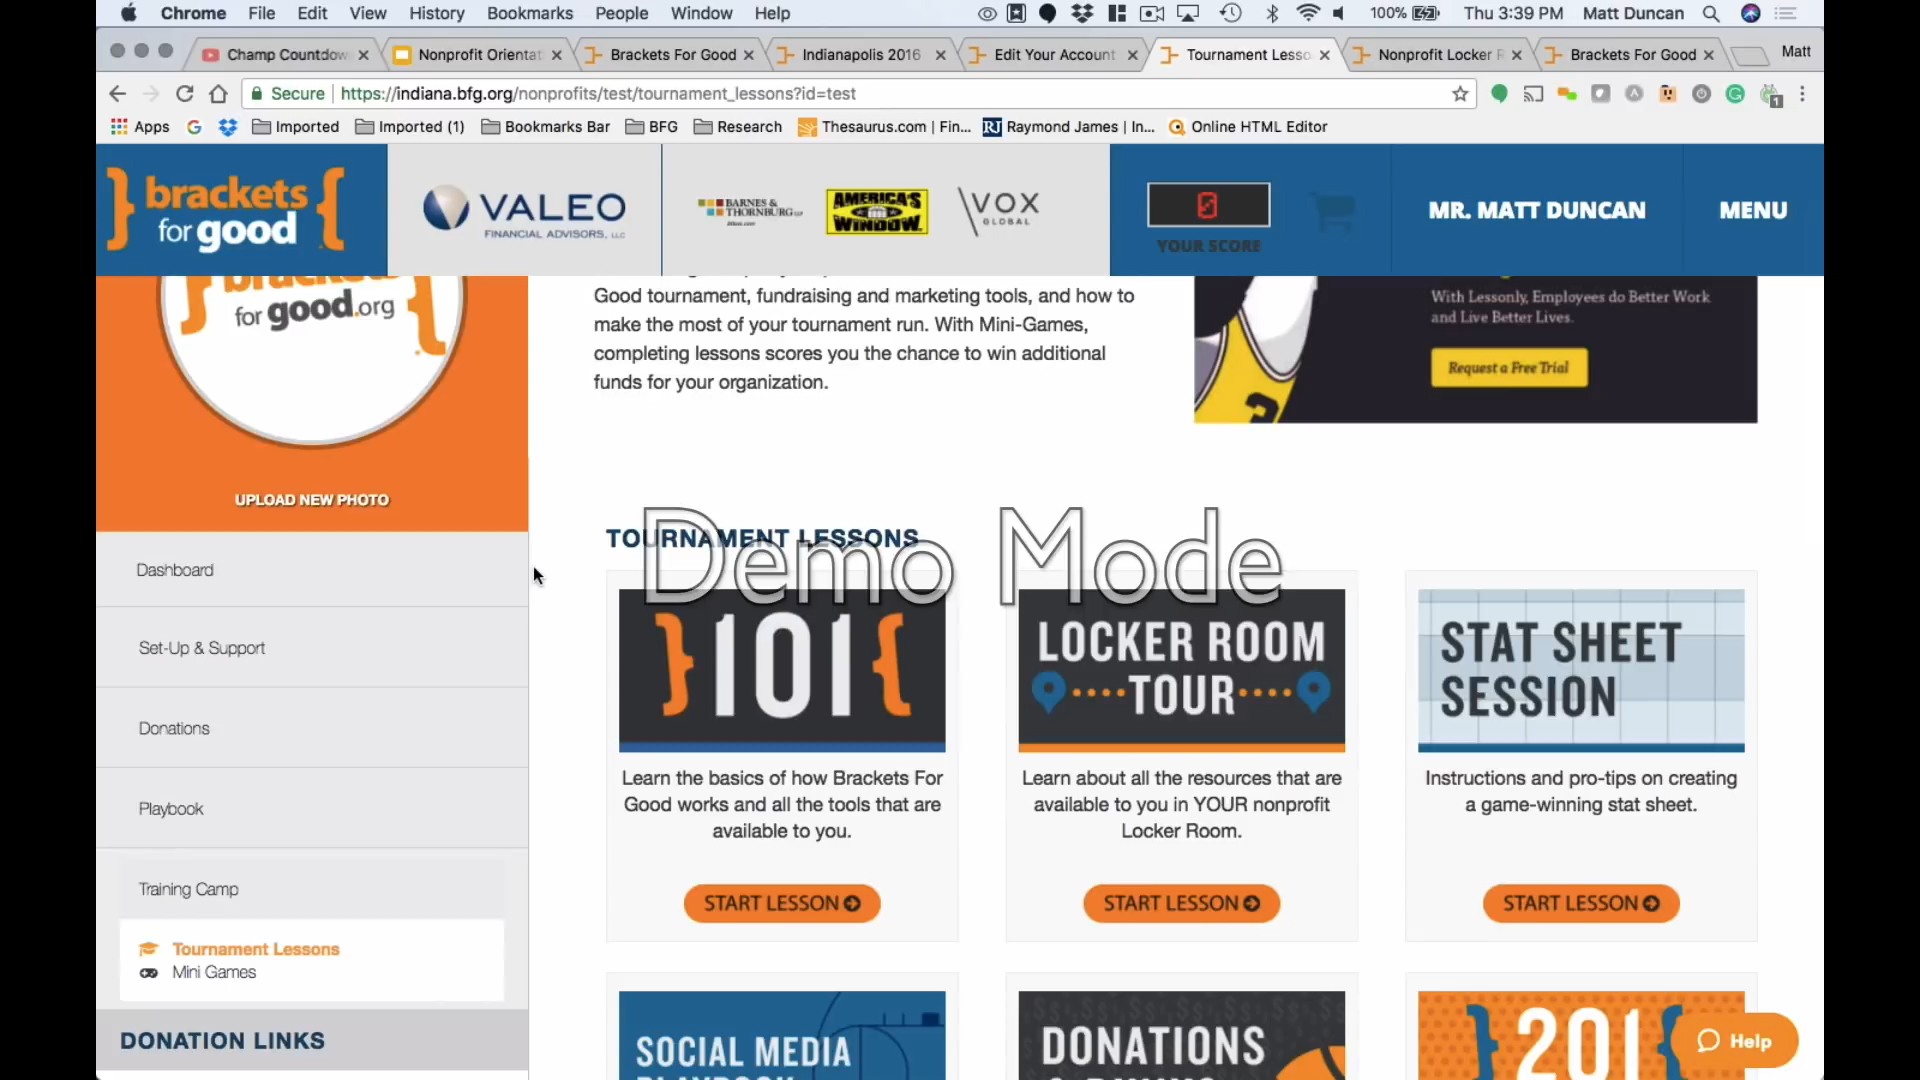 Chrome File Edit View History Bookmarks People Window Help 100% Thu 3:39 PM Matt Duncan
Champ Countdow Nonprofit Orientat Brackets For Good Indianapolis 2016 Edit Your Account Tournament Lesso Nonprofit Locker R Brackets For Good Matt
Secure https://indiana.bfg.org/nonprofits/test/tournament_lessons?id=test
Apps Imported Imported (1) Bookmarks Bar BFG Research Thesaurus.com | Fin... RJ Raymond James | In... Online HTML Editor
brackets
for good
VALEO
FINANCIAL ADVISORS, LLC
BARNES &
THORNBURG LLP
AMERICA'S
WINDOW
VOX
GLOBAL
YOUR SCORE
MR. MATT DUNCAN
MENU
for good.org
UPLOAD NEW PHOTO
Dashboard
Set-Up & Support
Donations
Playbook
Training Camp
Tournament Lessons
Mini Games
DONATION LINKS
Good tournament, fundraising and marketing tools, and how to
make the most of your tournament run. With Mini-Games,
completing lessons scores you the chance to win additional
funds for your organization.
With Lessonly, Employees do Better Work
and Live Better Lives.
Request a Free Trial
TOURNAMENT LESSONS
Demo Mode
101
Learn the basics of how Brackets For
Good works and all the tools that are
available to you.
START LESSON
LOCKER ROOM
TOUR
Learn about all the resources that are
available to you in YOUR nonprofit
Locker Room.
START LESSON
STAT SHEET
SESSION
Instructions and pro-tips on creating
a game-winning stat sheet.
START LESSON
SOCIAL MEDIA
DONATIONS
201
Help